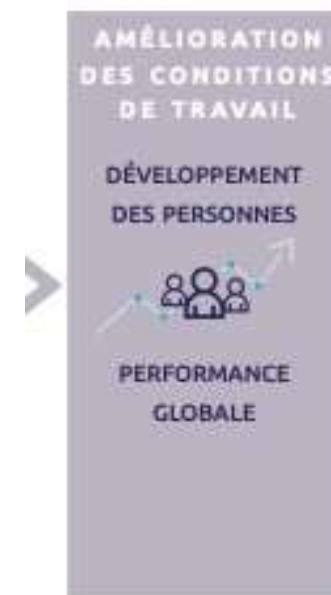 AMÉLIORATION
DES CONDITIONS
DE TRAVAIL
DÉVELOPPEMENT
DES PERSONNES
PERFORMANCE
GLOBALE